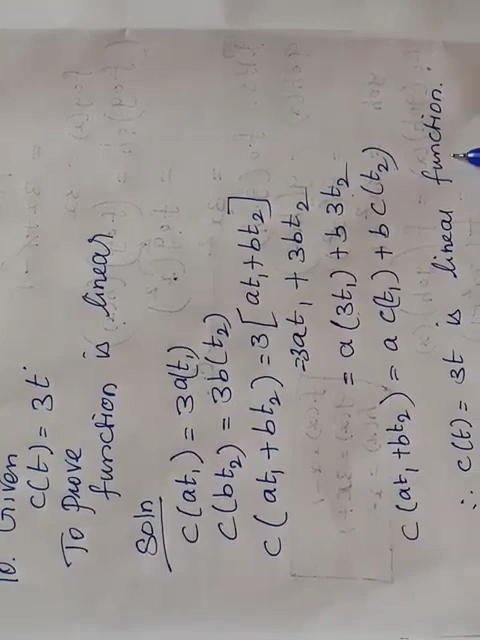 10. Given
c(t) = 3t
To prove
function is linear
Soln
c(at₁) = 3a(t₁)
c(bt₂) = 3b(t₂)
c(at₁ + bt₂) = 3[at₁ + bt₂]
= 3at₁ + 3bt₂
= a(3t₁) + b 3t₂
c(at₁ + bt₂) = a c(t₁) + b c(t₂)
∴ c(t) = 3t is lineal function.